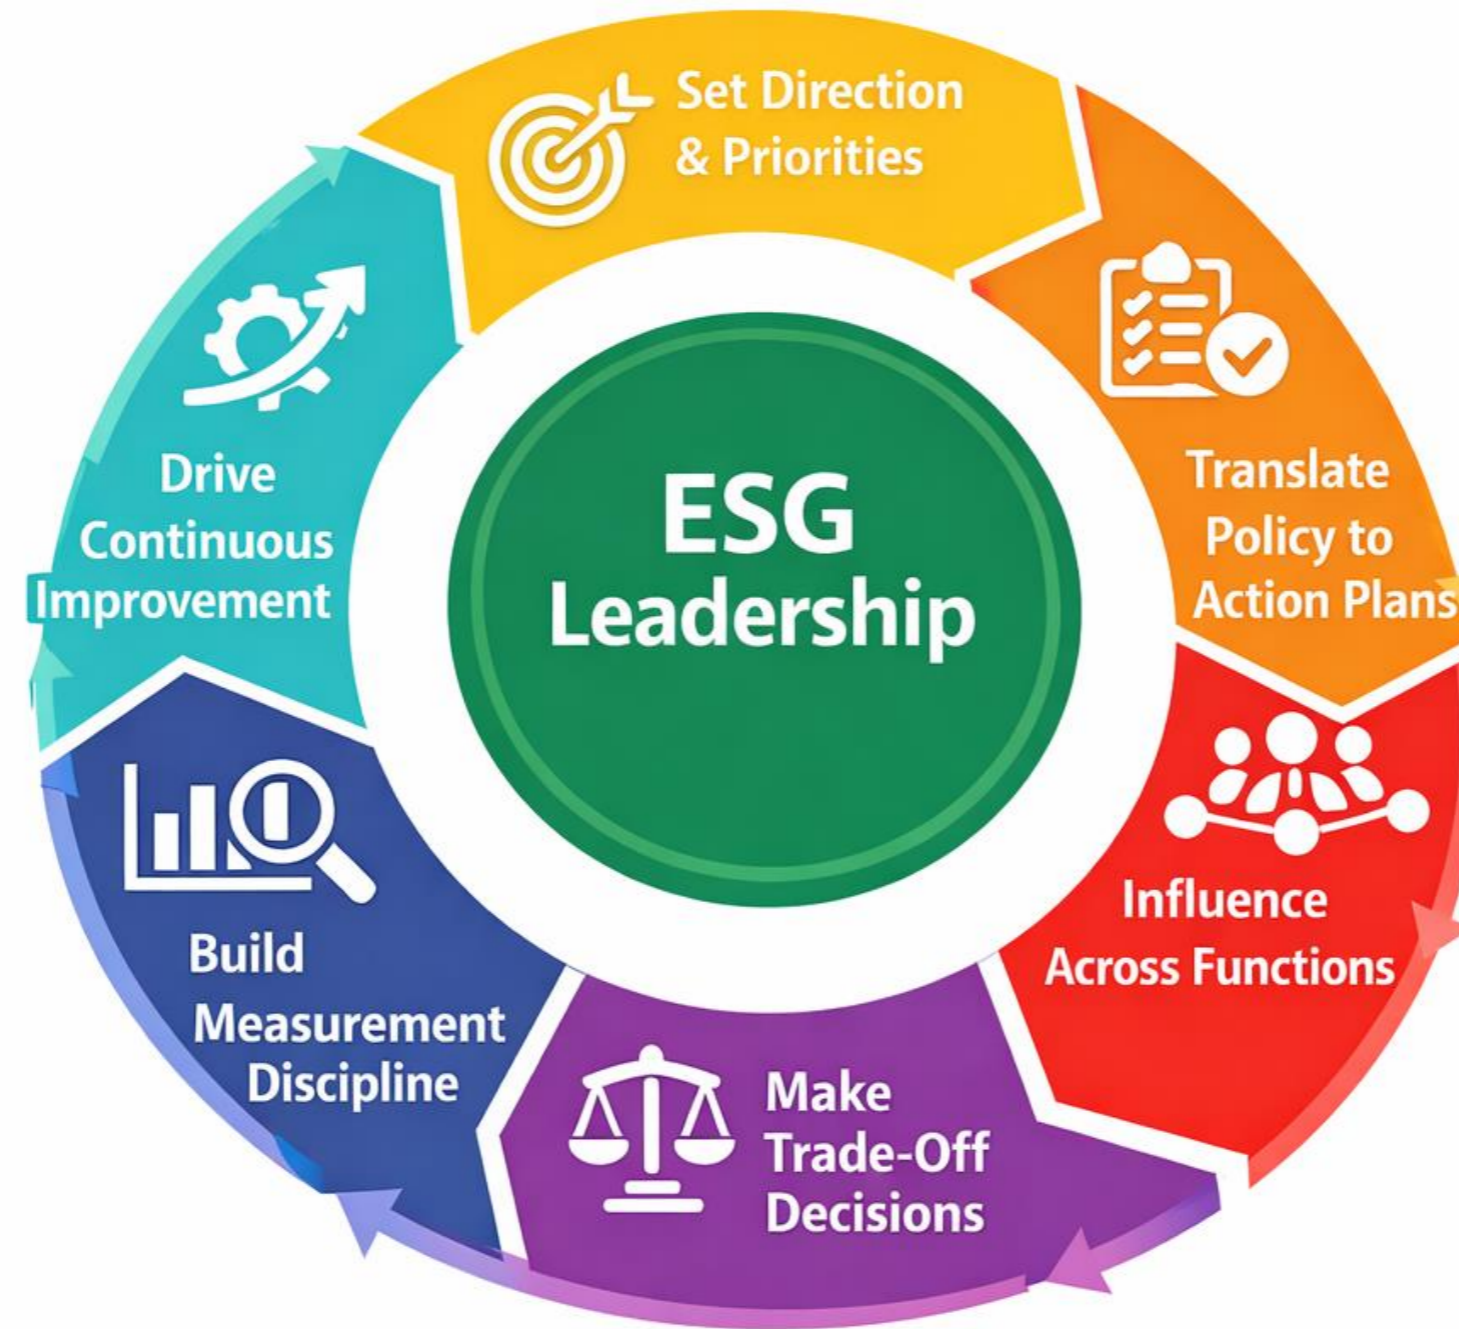 Set Direction
& Priorities
Translate
Policy to
Action Plans
Influence
Across Functions
Make
Trade-Off
Decisions
Build
Measurement
Discipline
Drive
Continuous
Improvement
ESG
Leadership